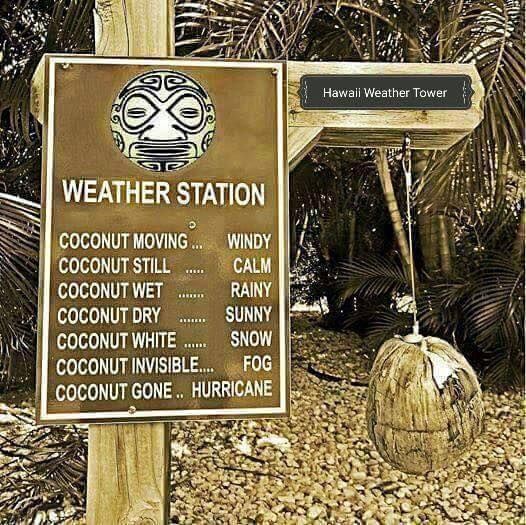 Hawaii Weather Tower
WEATHER STATION
COCONUT MOVING ... WINDY
COCONUT STILL ..... CALM
COCONUT WET ....... RAINY
COCONUT DRY ....... SUNNY
COCONUT WHITE ...... SNOW
COCONUT INVISIBLE.... FOG
COCONUT GONE .. HURRICANE